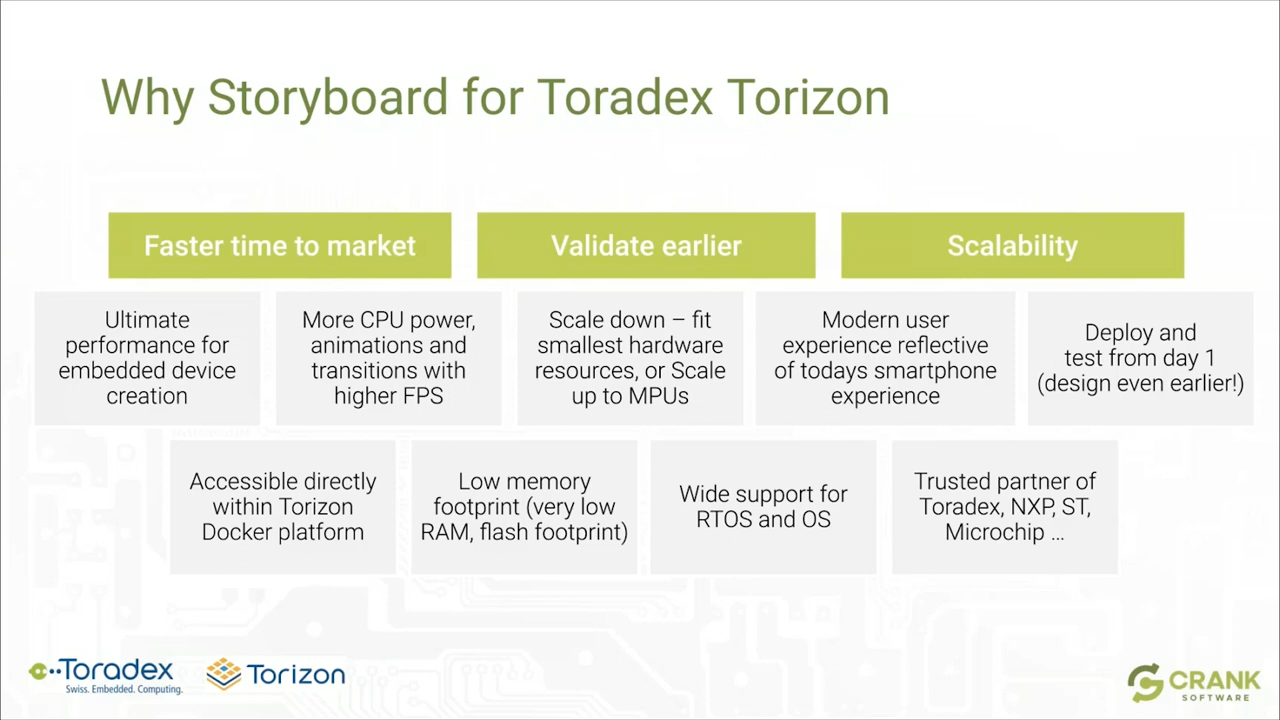 Why Storyboard for Toradex Torizon
Faster time to market
Validate earlier
Scalability
Ultimate
performance for
embedded device
creation
More CPU power,
animations and
transitions with
higher FPS
Scale down – fit
smallest hardware
resources, or Scale
up to MPUs
Modern user
experience reflective
of todays smartphone
experience
Deploy and
test from day 1
(design even earlier!)
Accessible directly
within Torizon
Docker platform
Low memory
footprint (very low
RAM, flash footprint)
Wide support for
RTOS and OS
Trusted partner of
Toradex, NXP, ST,
Microchip ...
Toradex
Swiss. Embedded. Computing.
Torizon
CRANK
SOFTWARE